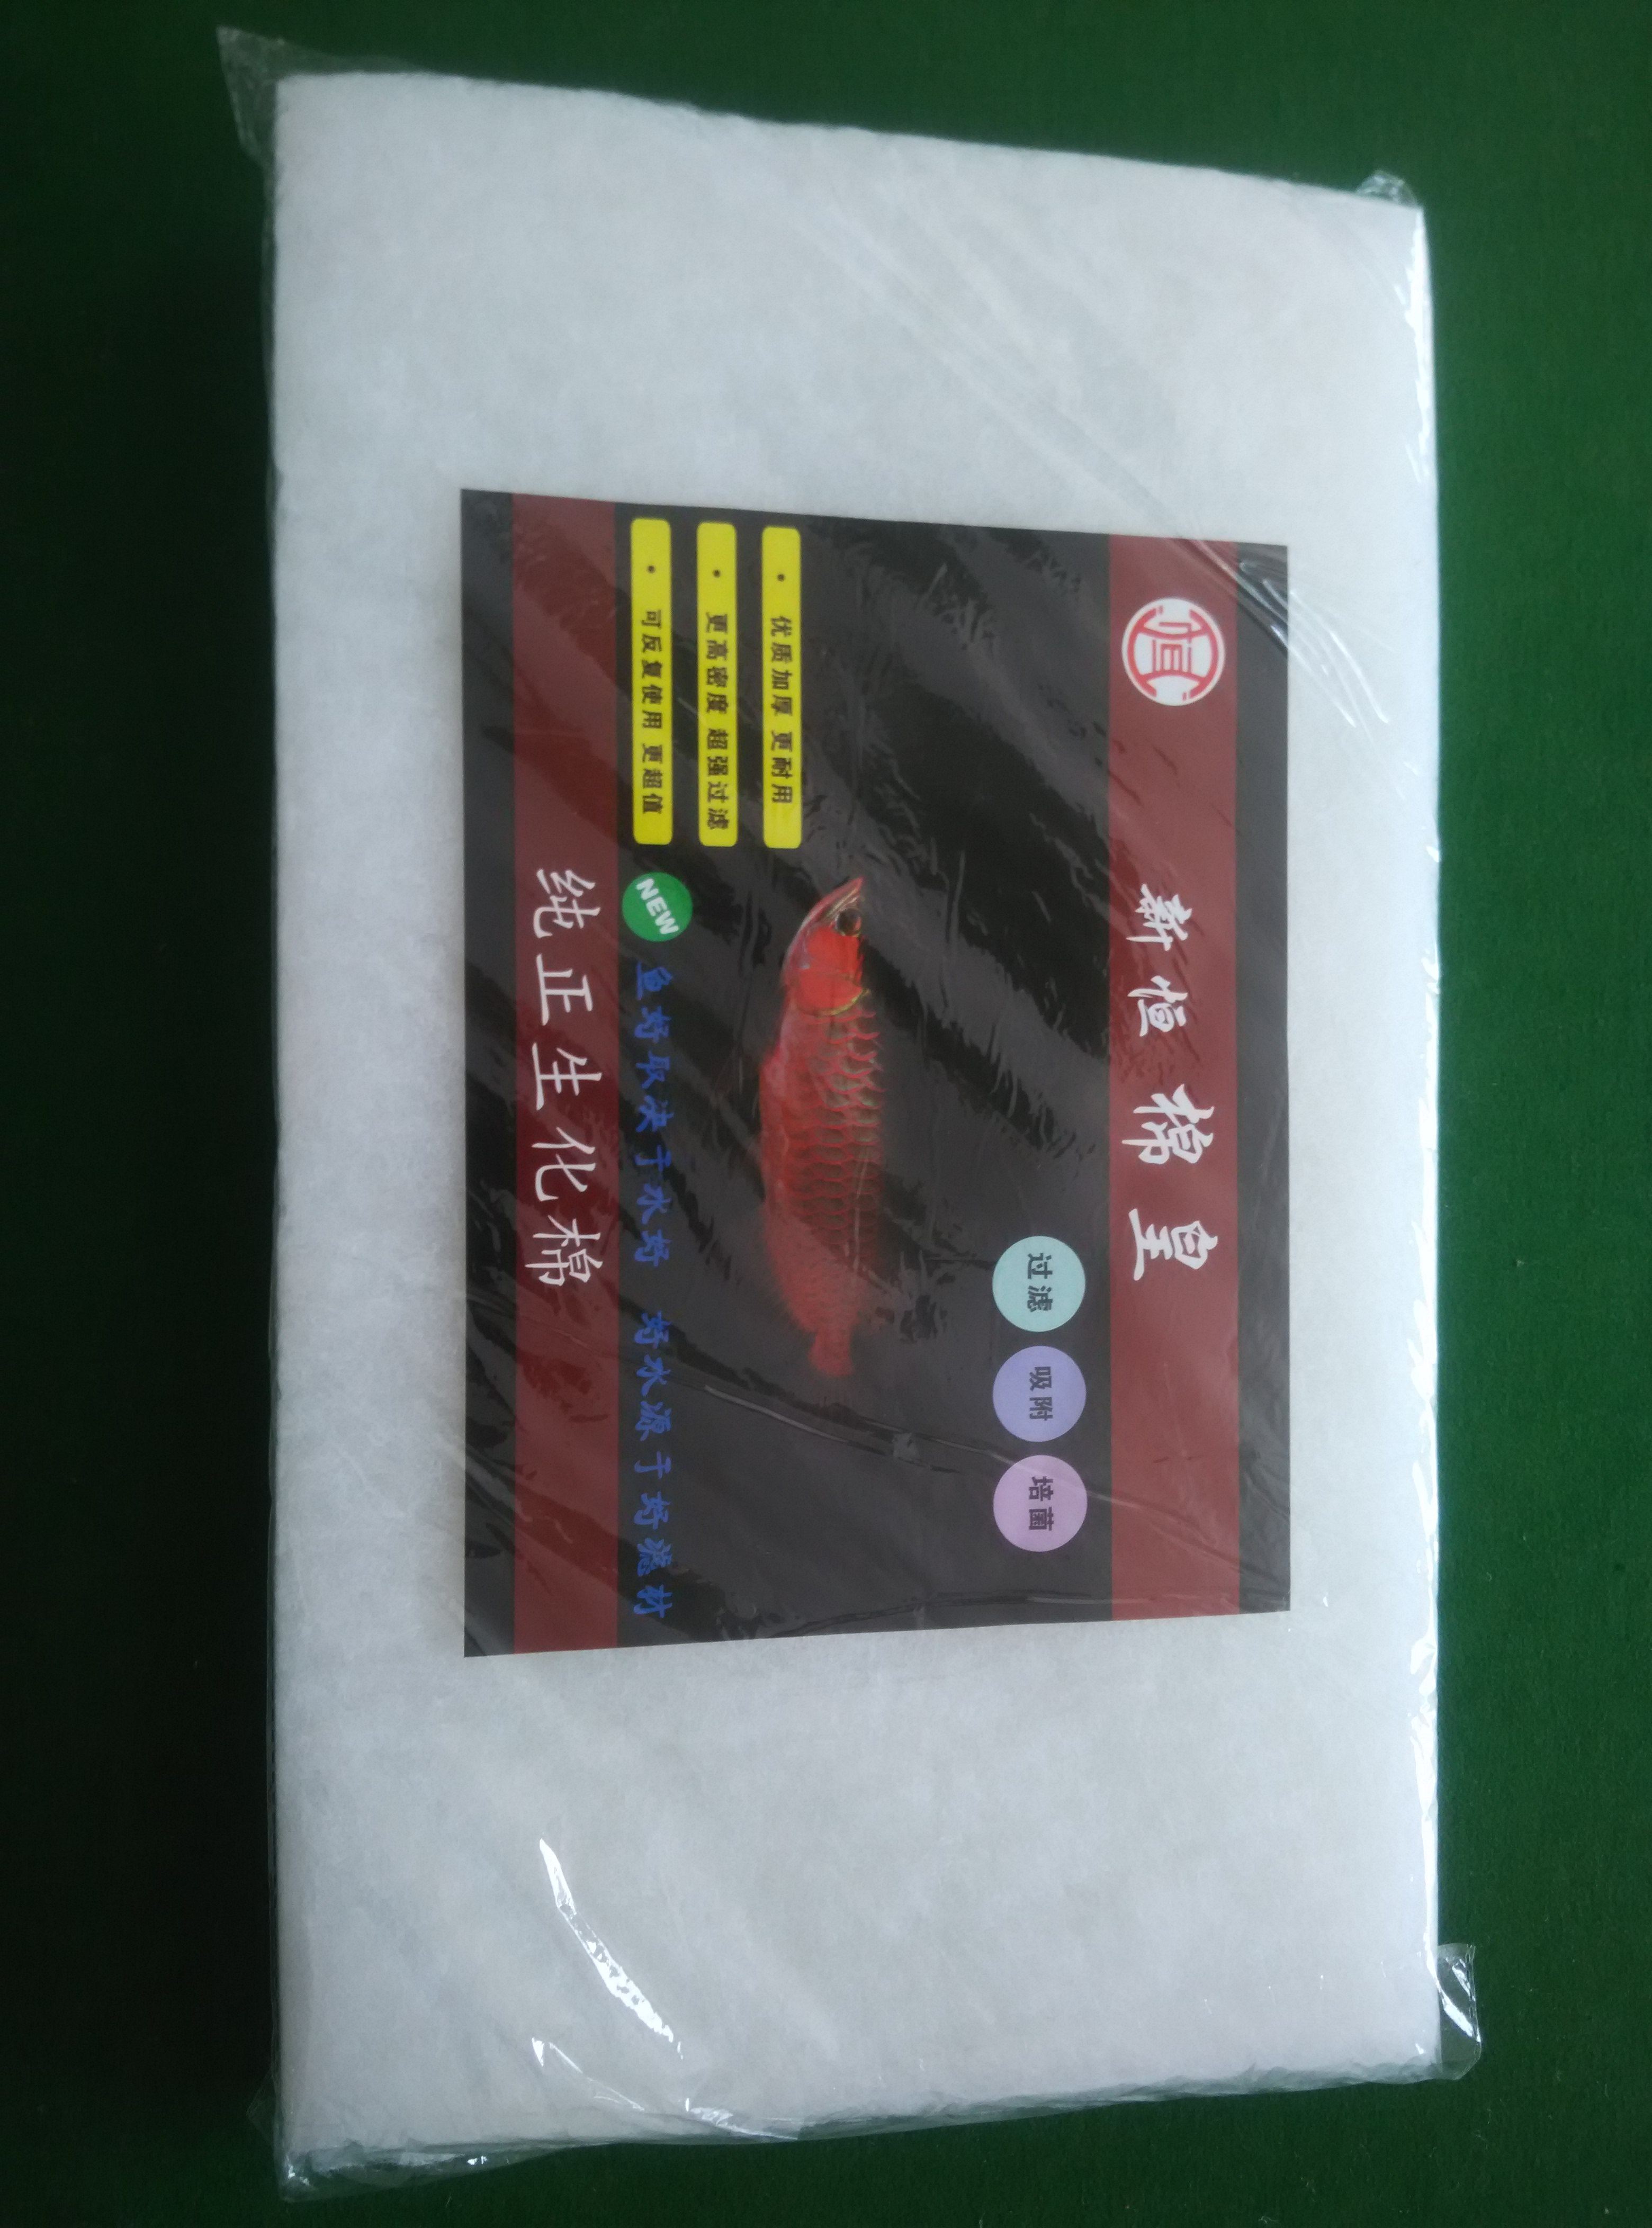 恒
新恒棉皇
过滤
吸附
培菌
· 优质加厚 更耐用
· 更高密度 超强过滤
· 可反复使用 更超值
NEW
鱼好取决于水好 好水源于好滤材
纯正生化棉